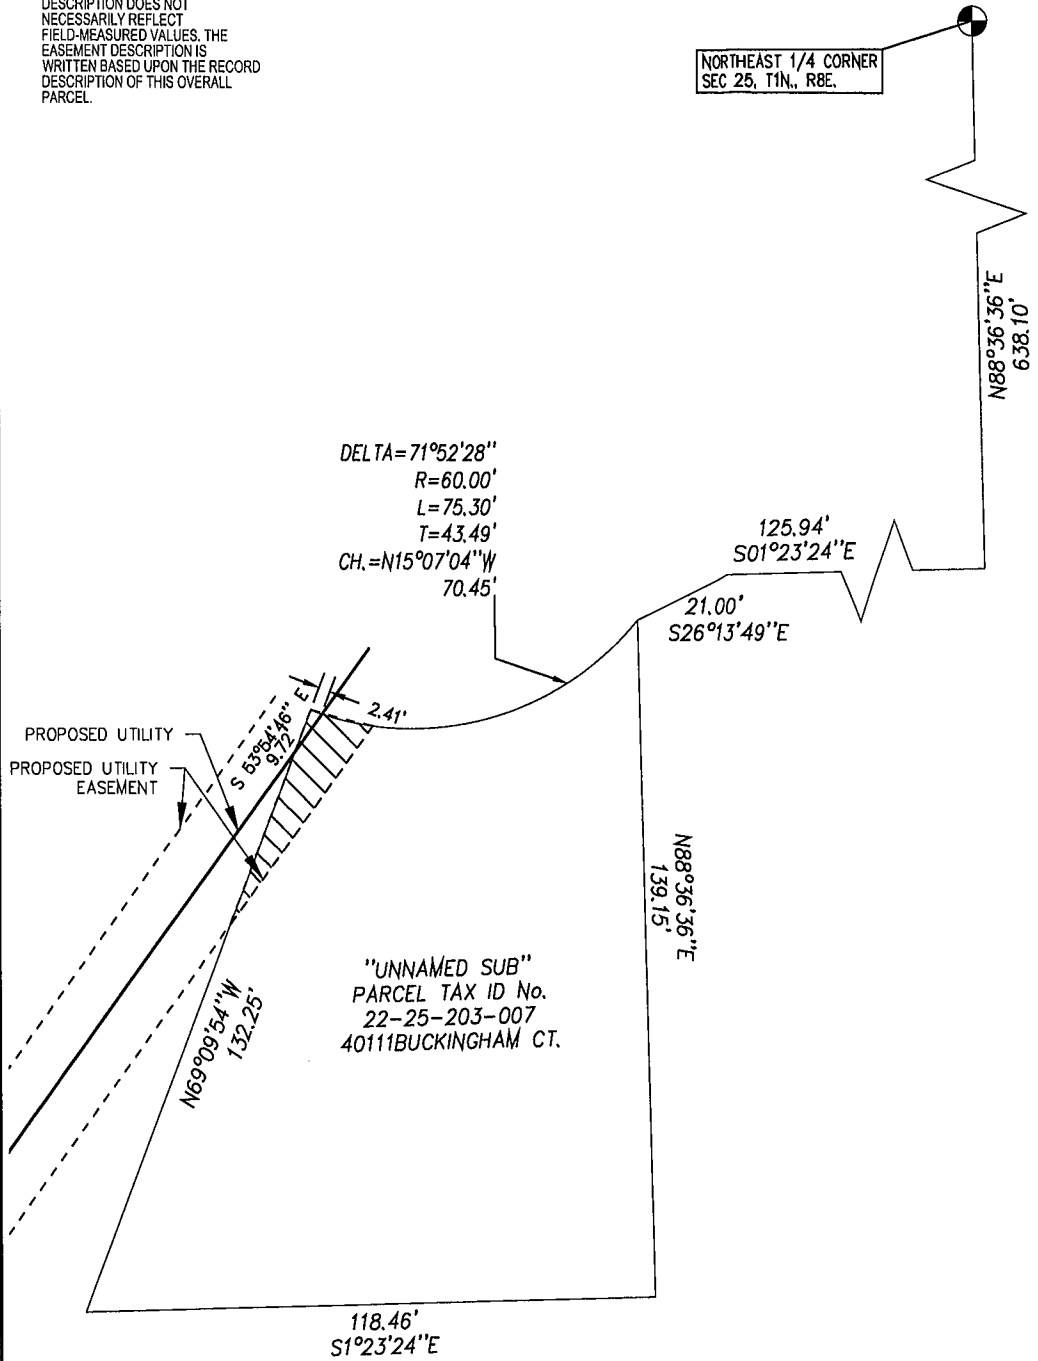 DESCRIPTION DOES NOT
NECESSARILY REFLECT
FIELD-MEASURED VALUES. THE
EASEMENT DESCRIPTION IS
WRITTEN BASED UPON THE RECORD
DESCRIPTION OF THIS OVERALL
PARCEL.
NORTHEAST 1/4 CORNER
SEC 25, T1N., R8E,
N88°36'36"E
638.10'
DELTA=71°52'28"
R=60.00'
L=75.30'
T=43.49'
CH.=N15°07'04"W
70.45'
125.94'
S01°23'24"E
21.00'
S26°13'49"E
S 53°54'46" E
9.72'
2.41'
PROPOSED UTILITY
PROPOSED UTILITY
EASEMENT
N88°36'36"E
139.15'
"UNNAMED SUB"
PARCEL TAX ID No.
22-25-203-007
40111BUCKINGHAM CT.
N69°09'54"W
132.25'
118.46'
S1°23'24"E